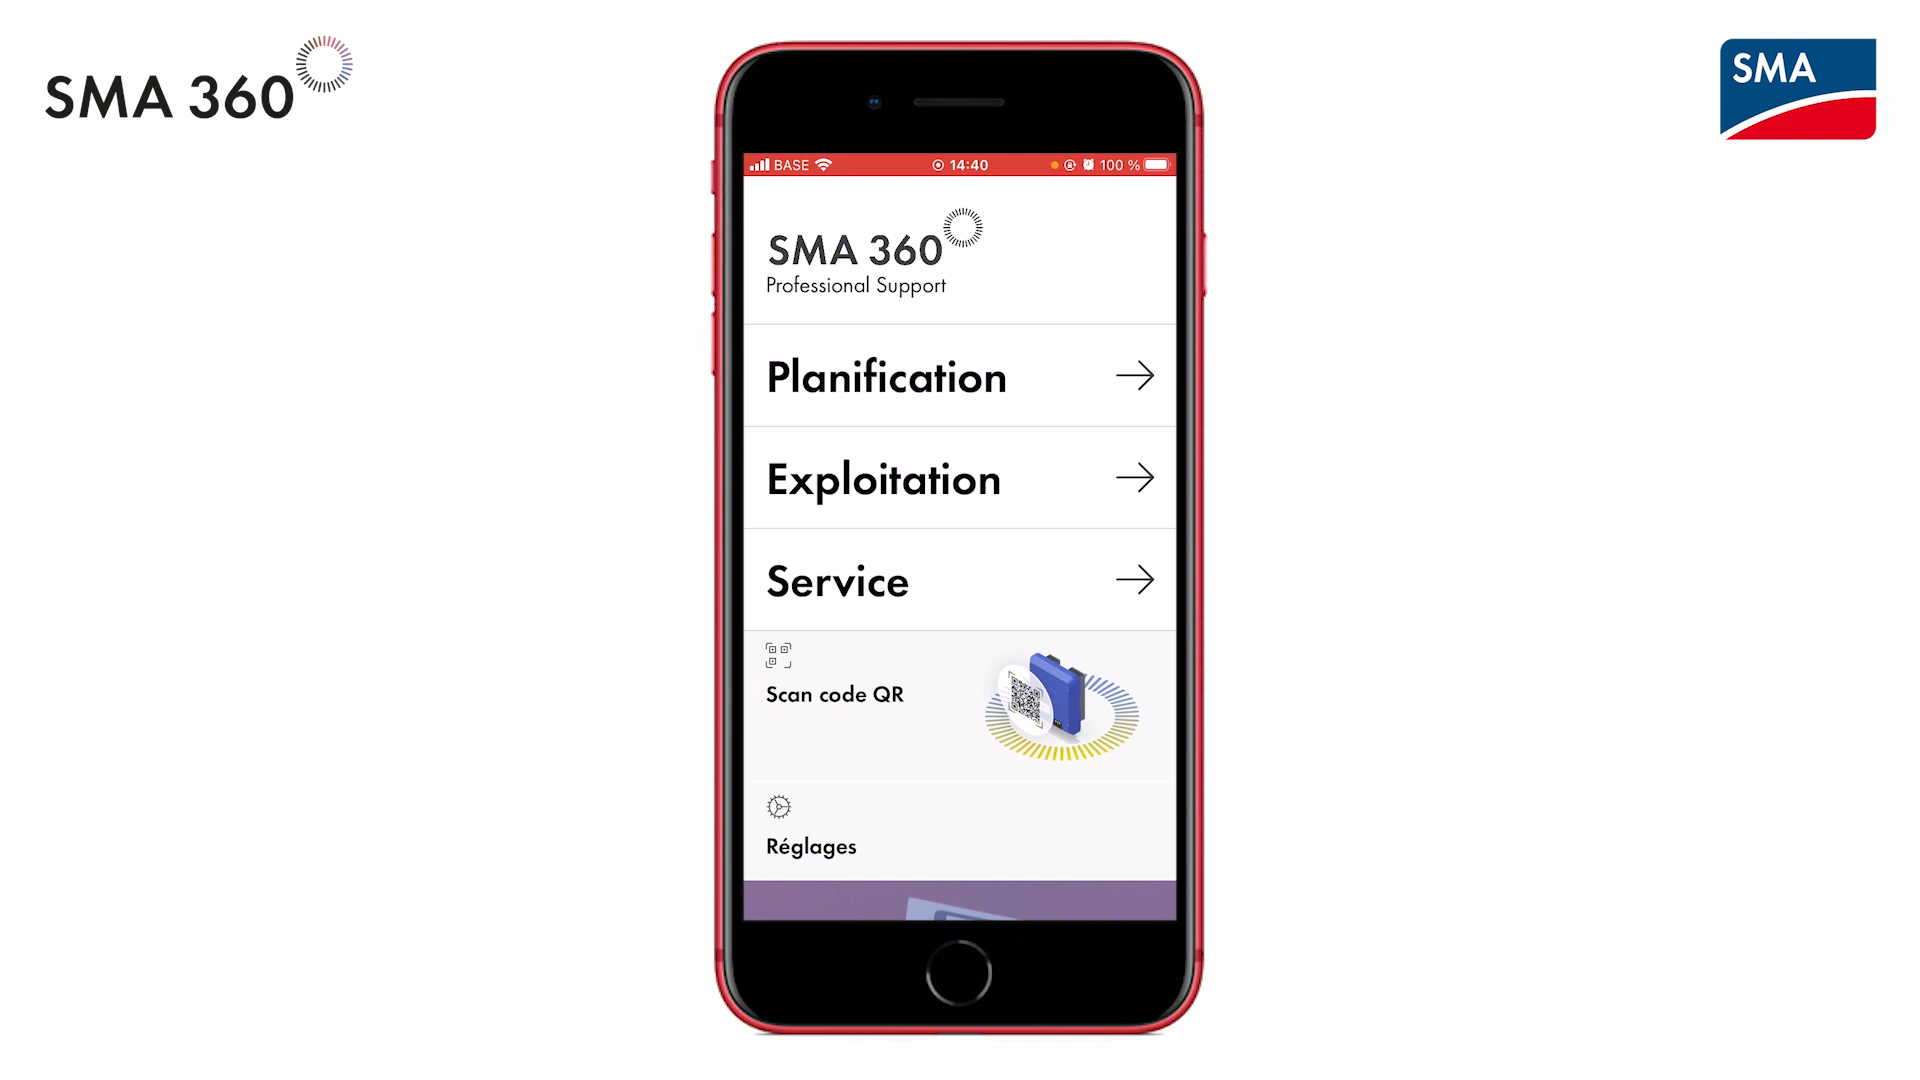 SMA 360
SMA
BASE 14:40 100 %
SMA 360
Professional Support
Planification
Exploitation
Service
Scan code QR
Réglages